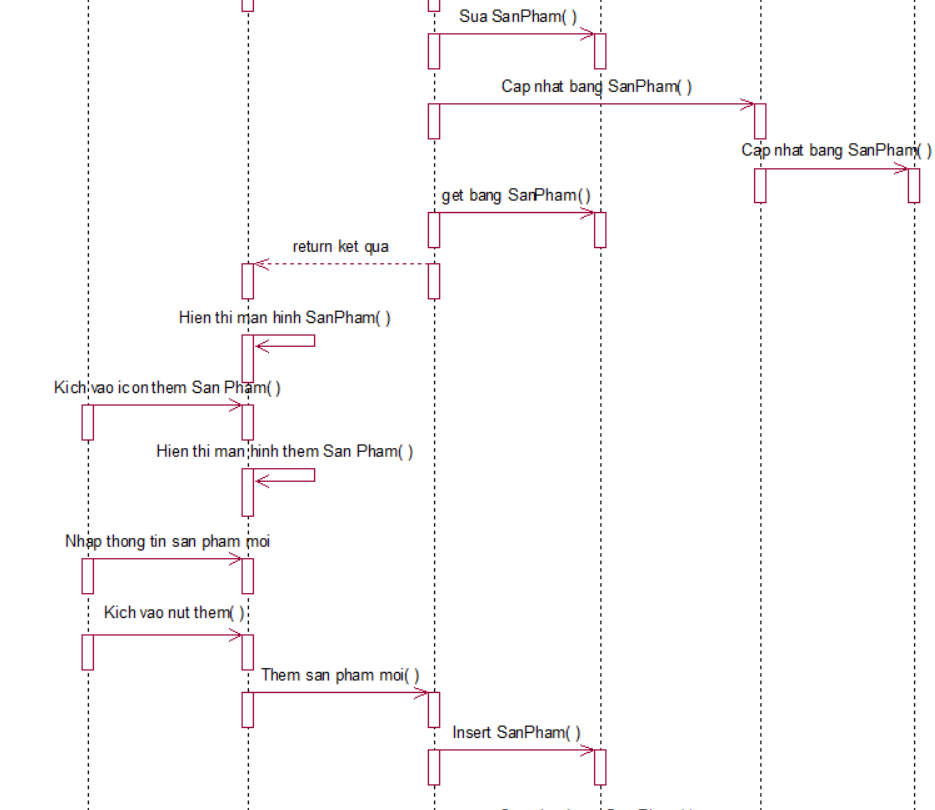 Sua SanPham( )
Cap nhat bang SanPham( )
Cap nhat bang SanPham( )
get bang SanPham( )
return ket qua
Hien thi man hinh SanPham( )
Kich vao icon them San Pham( )
Hien thi man hinh them San Pham( )
Nhap thong tin san pham moi
Kich vao nut them( )
Them san pham moi( )
Insert SanPham( )